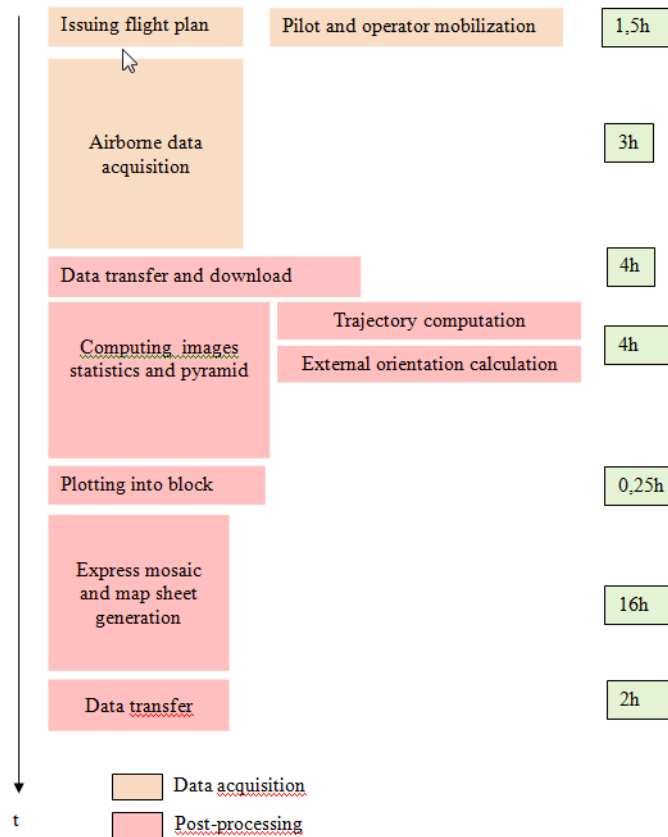 Issuing flight plan
Pilot and operator mobilization
1,5h
Airborne data
acquisition
3h
Data transfer and download
4h
Computing images
statistics and pyramid
Trajectory computation
External orientation calculation
4h
Plotting into block
0,25h
Express mosaic
and map sheet
generation
16h
Data transfer
2h
t
Data acquisition
Post-processing